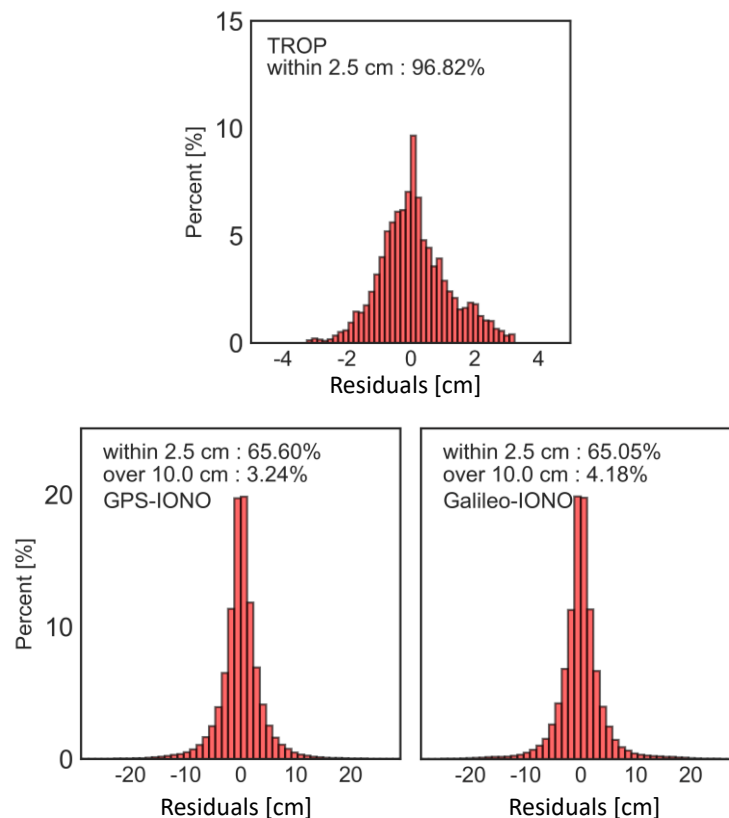 15
TROP
within 2.5 cm : 96.82%
10
Percent [%]
5
0
-4 -2 0 2 4
Residuals [cm]
within 2.5 cm : 65.60%
over 10.0 cm : 3.24%
GPS-IONO
20
Percent [%]
10
0
-20 -10 0 10 20
Residuals [cm]
within 2.5 cm : 65.05%
over 10.0 cm : 4.18%
Galileo-IONO
-20 -10 0 10 20
Residuals [cm]